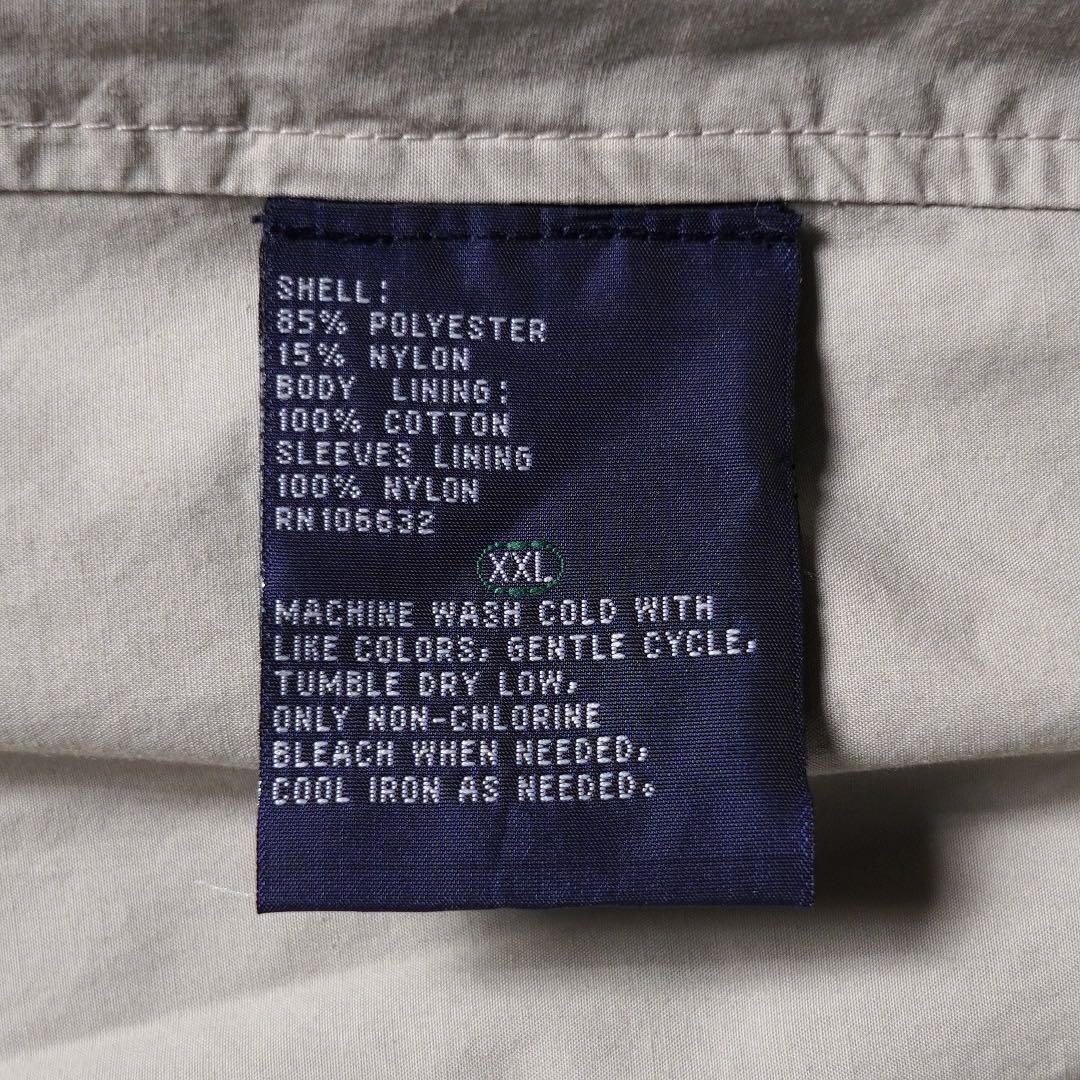 SHELL:
85% POLYESTER
15% NYLON
BODY LINING:
100% COTTON
SLEEVES LINING
100% NYLON
RN106632
XXL
MACHINE WASH COLD WITH
LIKE COLORS, GENTLE CYCLE,
TUMBLE DRY LOW,
ONLY NON-CHLORINE
BLEACH WHEN NEEDED,
COOL IRON AS NEEDED.